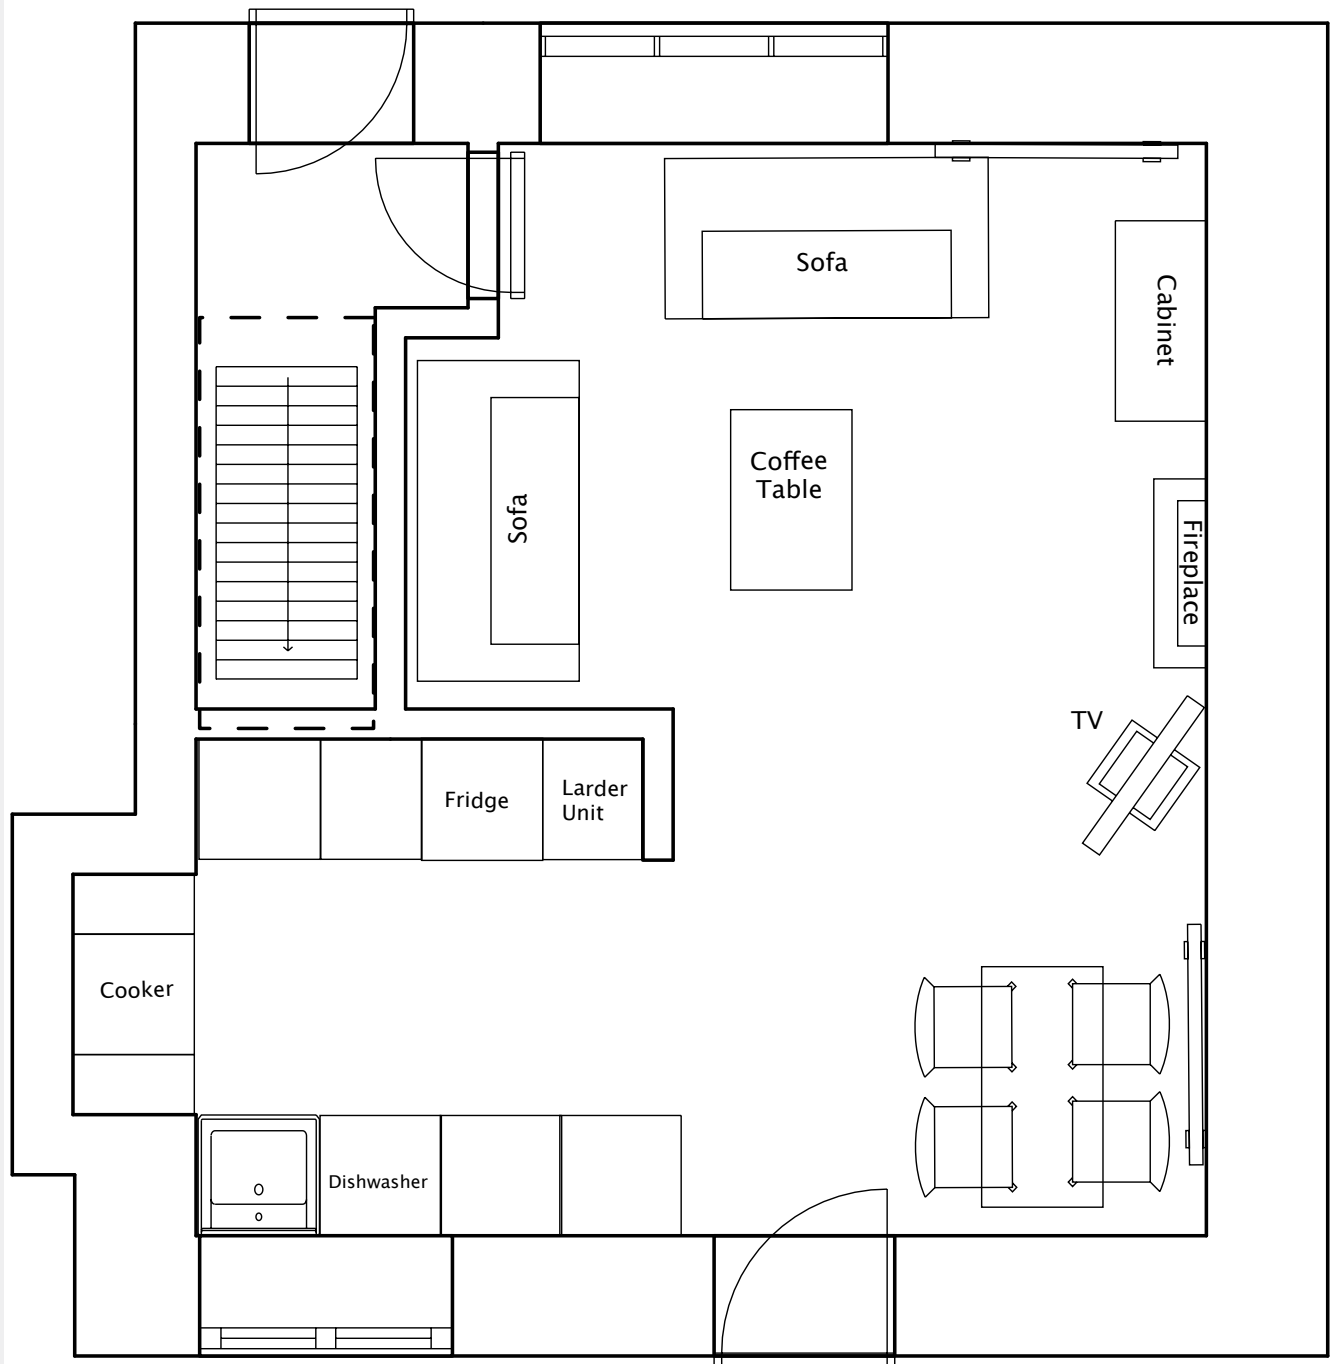 Sofa
Cabinet
Coffee
Table
Sofa
Fireplace
TV
Fridge
Larder
Unit
Cooker
Dishwasher